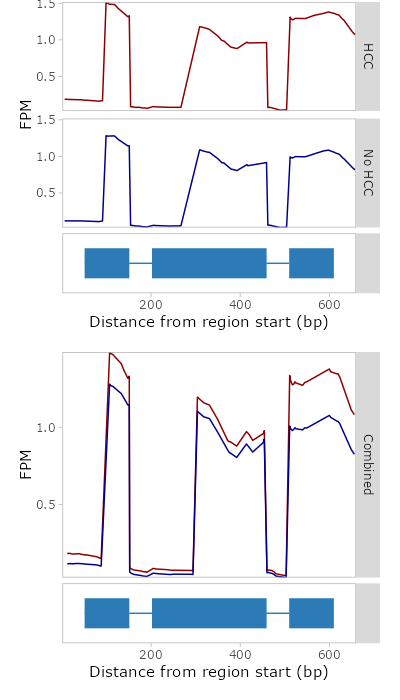 1.5
1.0
0.5
HCC
FPM
1.5
1.0
0.5
No HCC
200 400 600
Distance from region start (bp)
1.0
0.5
FPM
Combined
200 400 600
Distance from region start (bp)